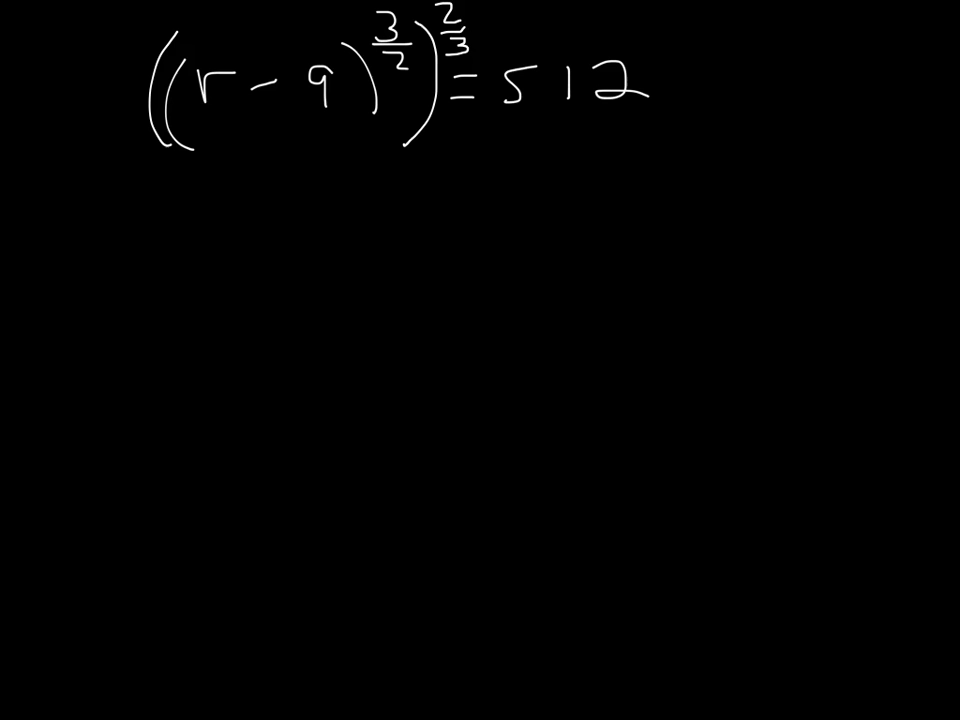 ((r - 9)^{3/2})^{2/3} = 512